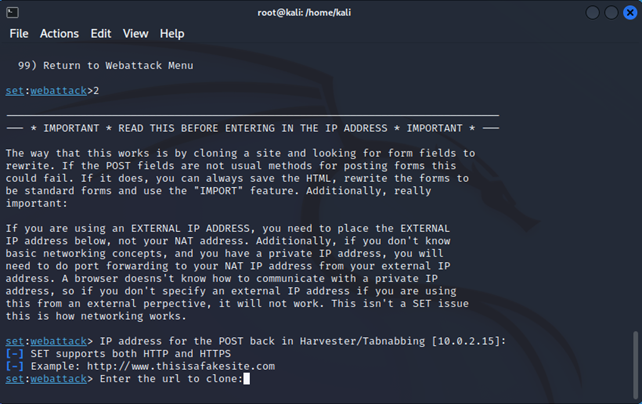 root@kali: /home/kali
File Actions Edit View Help
99) Return to Webattack Menu
set:webattack>2
--- * IMPORTANT * READ THIS BEFORE ENTERING IN THE IP ADDRESS * IMPORTANT * ---
The way that this works is by cloning a site and looking for form fields to
rewrite. If the POST fields are not usual methods for posting forms this
could fail. If it does, you can always save the HTML, rewrite the forms to
be standard forms and use the "IMPORT" feature. Additionally, really
important:
If you are using an EXTERNAL IP ADDRESS, you need to place the EXTERNAL
IP address below, not your NAT address. Additionally, if you don't know
basic networking concepts, and you have a private IP address, you will
need to do port forwarding to your NAT IP address from your external IP
address. A browser doesns't know how to communicate with a private IP
address, so if you don't specify an external IP address if you are using
this from an external perpective, it will not work. This isn't a SET issue
this is how networking works.
set:webattack> IP address for the POST back in Harvester/Tabnabbing [10.0.2.15]:
[-] SET supports both HTTP and HTTPS
[-] Example: http://www.thisisafakesite.com
set:webattack> Enter the url to clone: